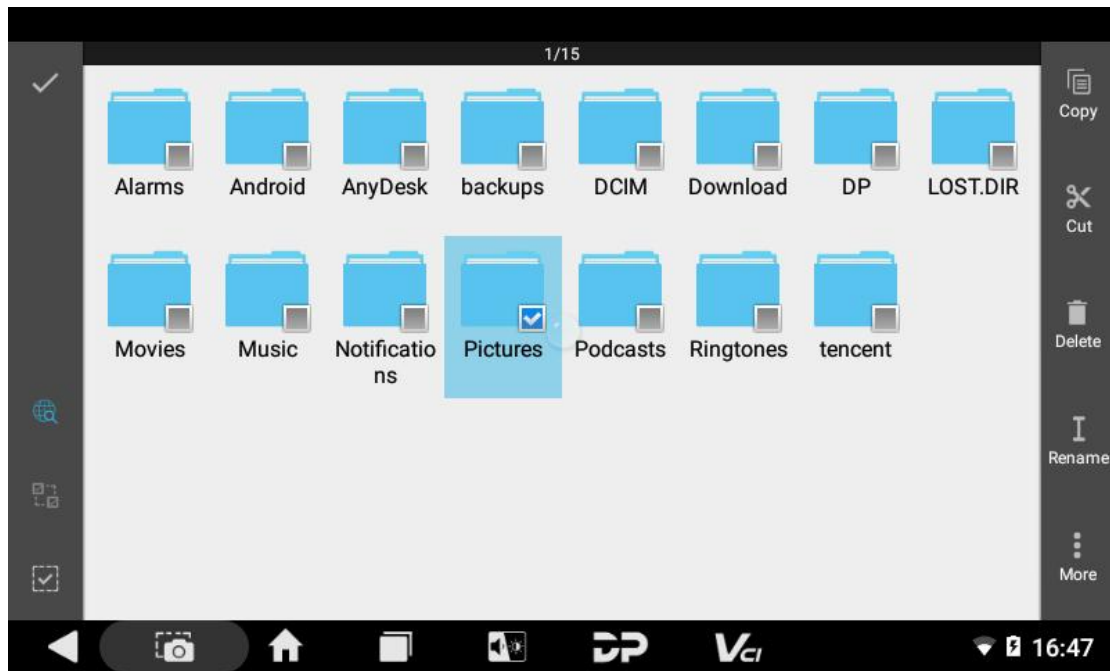 1/15
Copy
Alarms
Android
AnyDesk
backups
DCIM
Download
DP
LOST.DIR
Cut
Movies
Music
Notificatio
ns
Pictures
Podcasts
Ringtones
tencent
Delete
Rename
More
DP
VCI
16:47